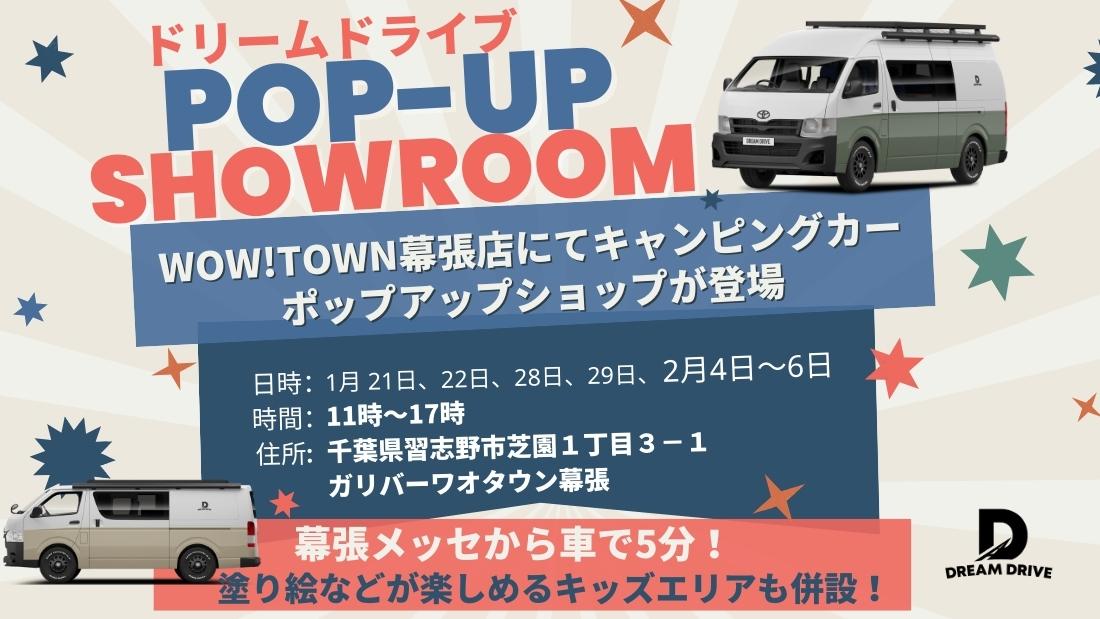 ドリームドライブ
POP-UP
SHOWROOM
WOW!TOWN幕張店にてキャンピングカー
ポップアップショップが登場
日時：1月 21日、22日、28日、29日、2月4日～6日
時間：11時～17時
住所：千葉県習志野市芝園１丁目３－１
ガリバーワオタウン幕張
幕張メッセから車で5分！
塗り絵などが楽しめるキッズエリアも併設！
DREAM DRIVE
D
DREAM DRIVE